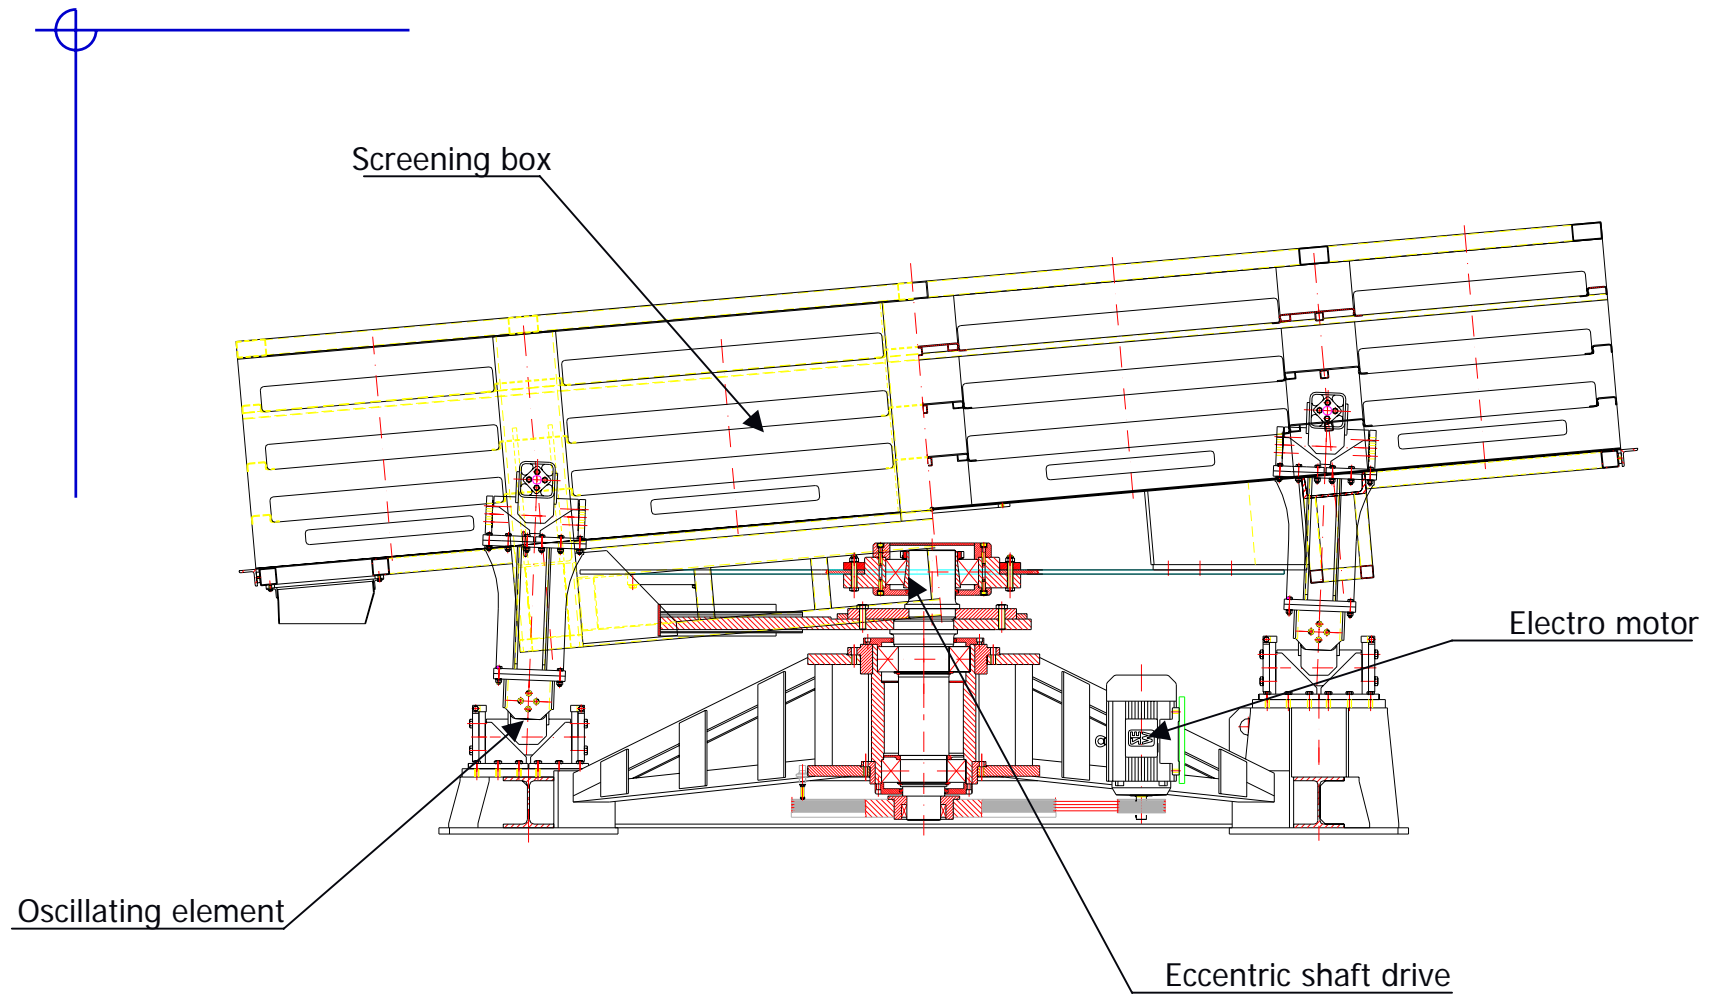 Screening box
Electro motor
Oscillating element
Eccentric shaft drive